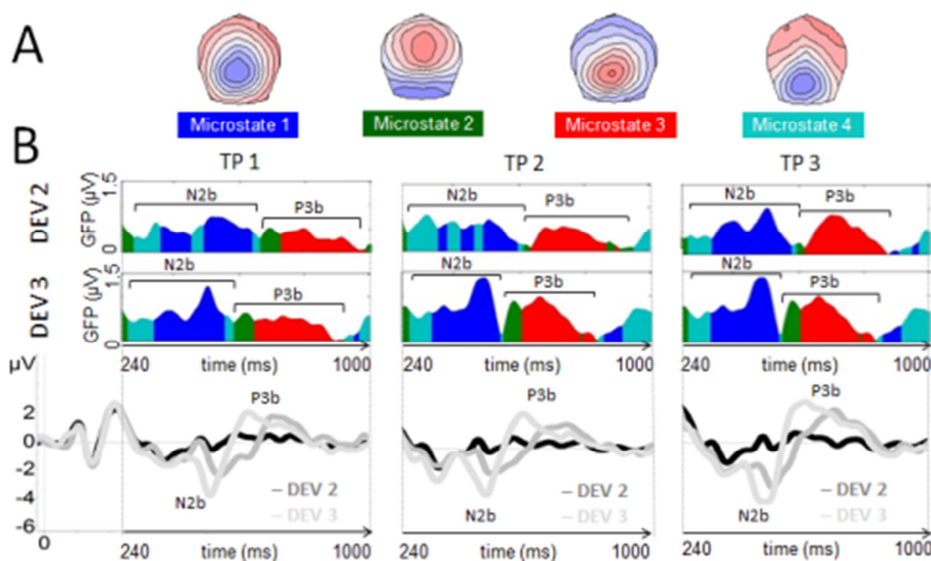 A
Microstate 1 Microstate 2 Microstate 3 Microstate 4
B
TP 1 TP 2 TP 3
DEV2
GFP (µV)
1.5
0
N2b P3b N2b P3b N2b P3b
DEV3
GFP (µV)
1.5
0
N2b P3b N2b P3b N2b P3b
240 time (ms) 1000 240 time (ms) 1000 240 time (ms) 1000
µV
2
0
-2
-4
-6
P3b P3b P3b
N2b N2b N2b
– DEV 2 – DEV 2 – DEV 2
– DEV 3 – DEV 3 – DEV 3
0 240 time (ms) 1000 240 time (ms) 1000 240 time (ms) 1000